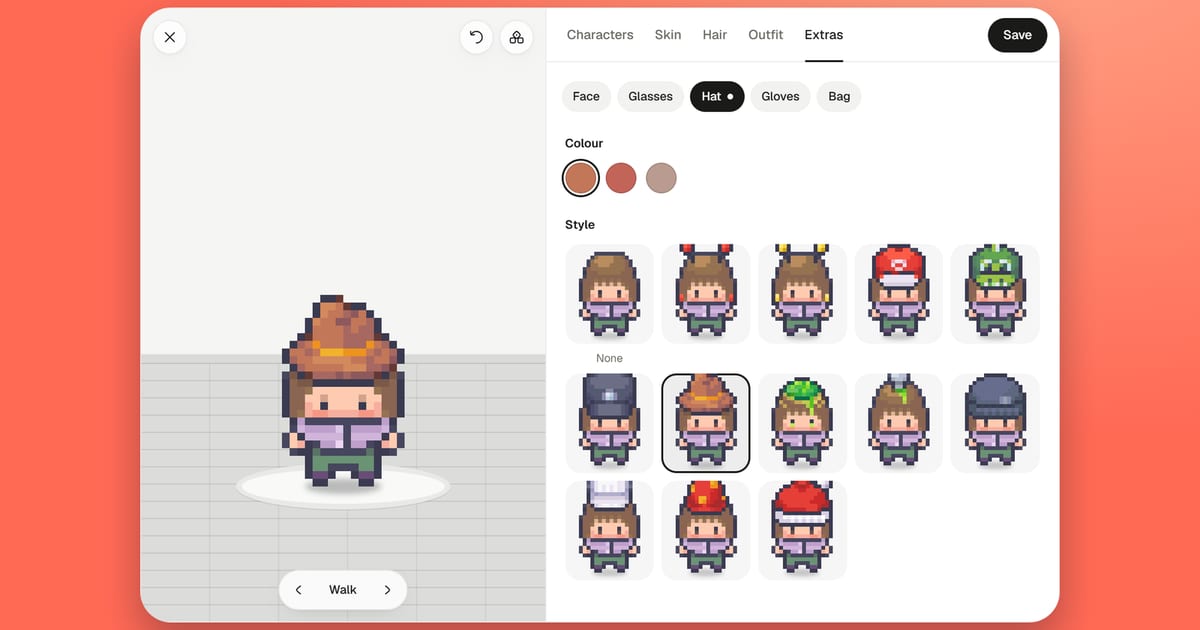 Characters Skin Hair Outfit Extras Save
Face Glasses Hat Gloves Bag
Colour
Style
None
Walk